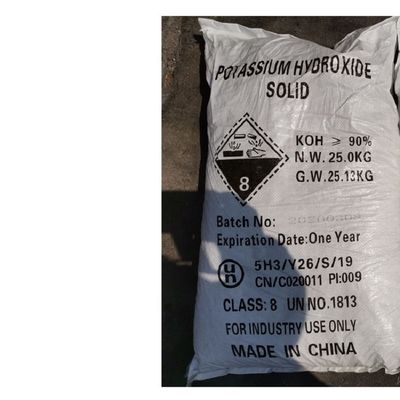 POTASSIUM HYDROXIDE
SOLID
KOH ≥ 90%
N.W. 25.0KG
G.W. 25.13KG
8
Batch No:
Expiration Date: One Year
un
5H3/Y26/S/19
CN/C020011 PI:009
CLASS: 8 UN NO.1813
FOR INDUSTRY USE ONLY
MADE IN CHINA